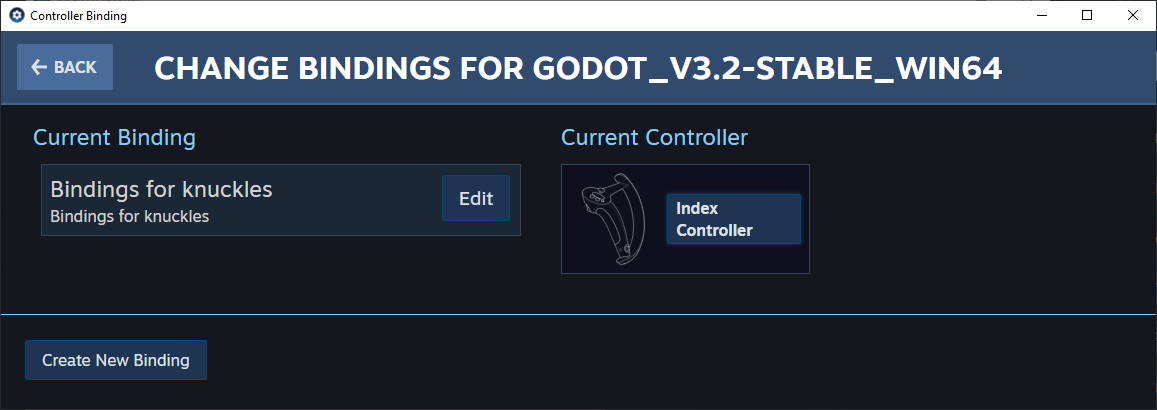 Controller Binding
← BACK
CHANGE BINDINGS FOR GODOT_V3.2-STABLE_WIN64
Current Binding
Bindings for knuckles
Bindings for knuckles
Edit
Current Controller
Index
Controller
Create New Binding